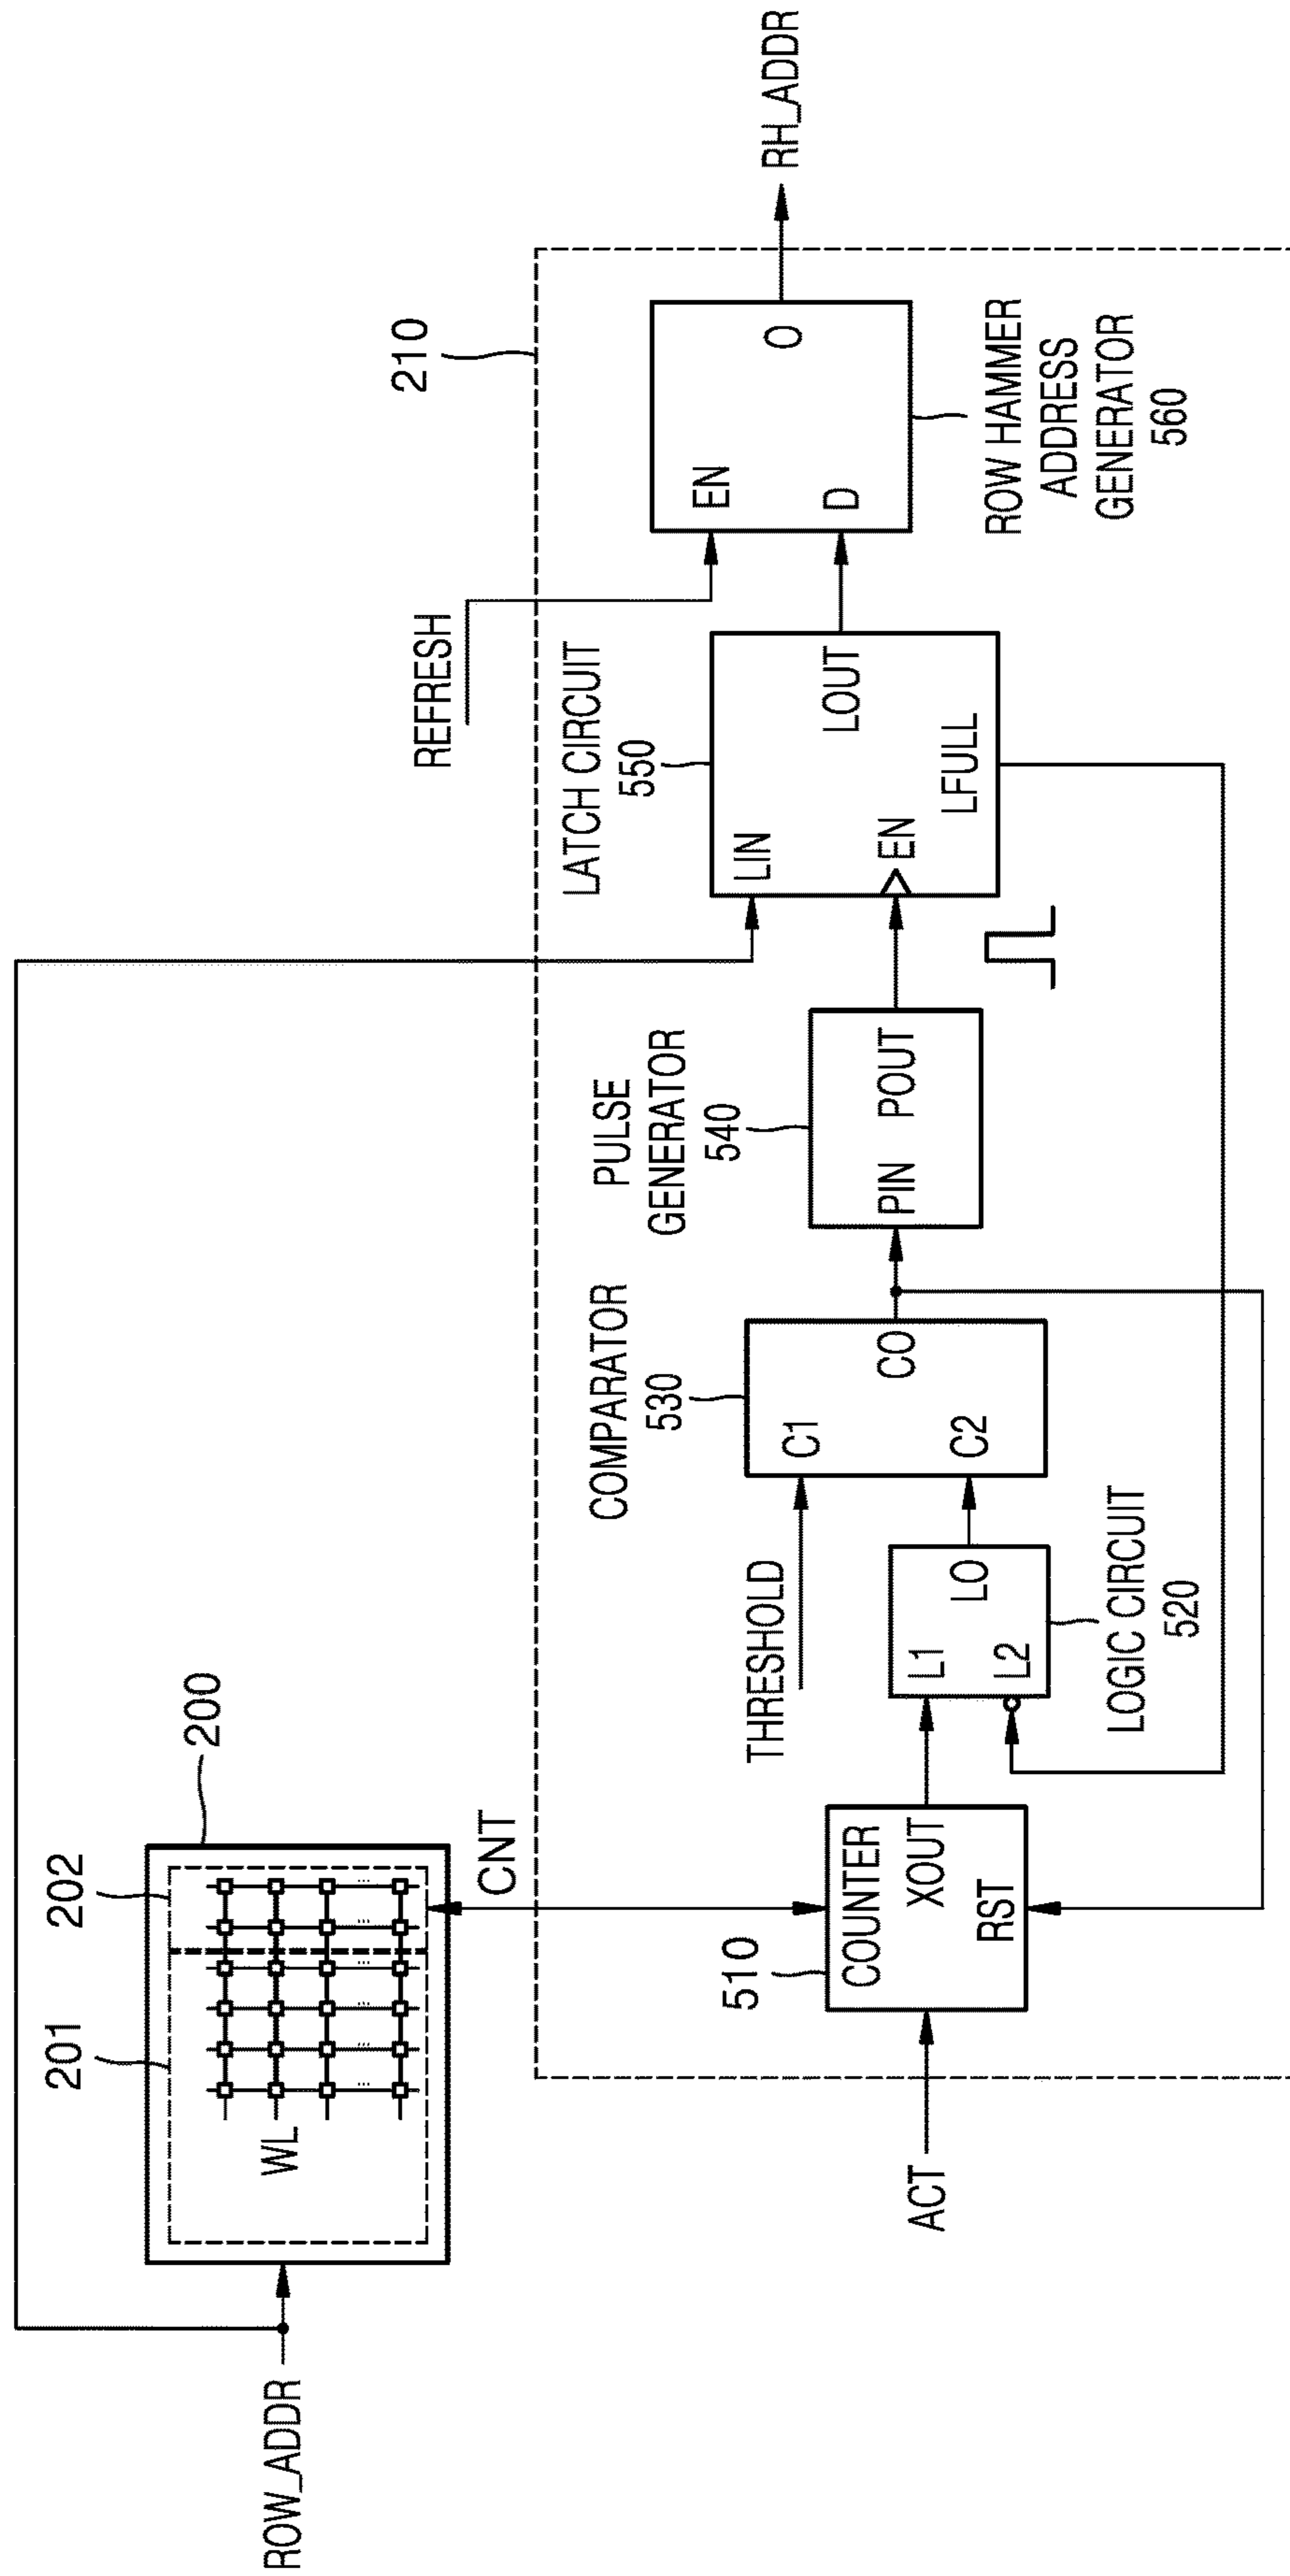 ROW_ADDR
201
202
200
WL
CNT
210
ACT
510
COUNTER
XOUT
RST
THRESHOLD
L1
L2
LO
LOGIC CIRCUIT
520
COMPARATOR
530
C1
C2
CO
PULSE
GENERATOR
540
PIN
POUT
LATCH CIRCUIT
550
LIN
EN
LOUT
LFULL
REFRESH
EN
D
O
ROW HAMMER
ADDRESS
GENERATOR
560
RH_ADDR